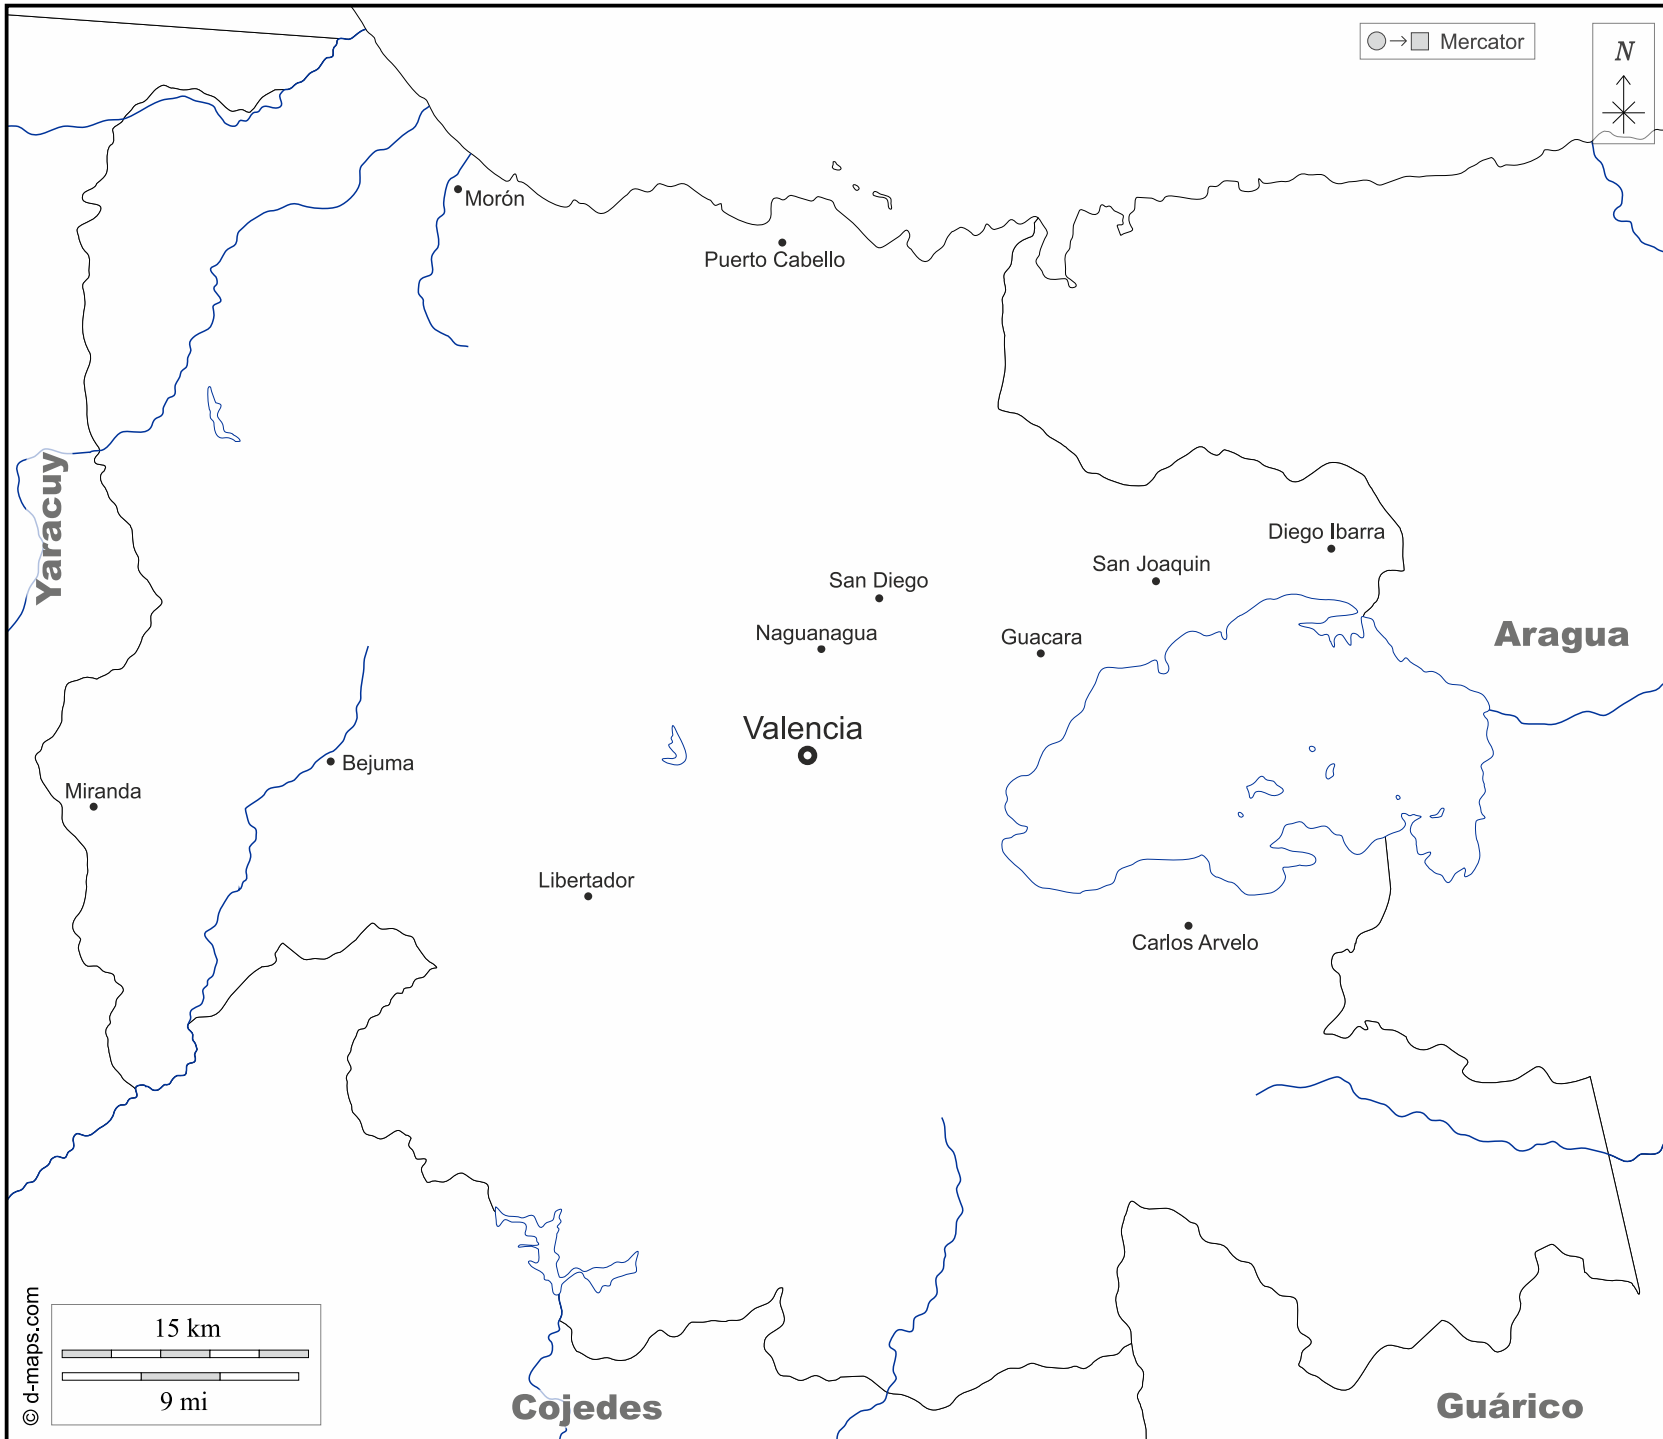 Mercator
N
Morón
Puerto Cabello
Yaracuy
Diego Ibarra
San Joaquin
San Diego
Naguanagua
Guacara
Aragua
Valencia
Bejuma
Miranda
Libertador
Carlos Arvelo
15 km
9 mi
© d-maps.com
Cojedes
Guárico